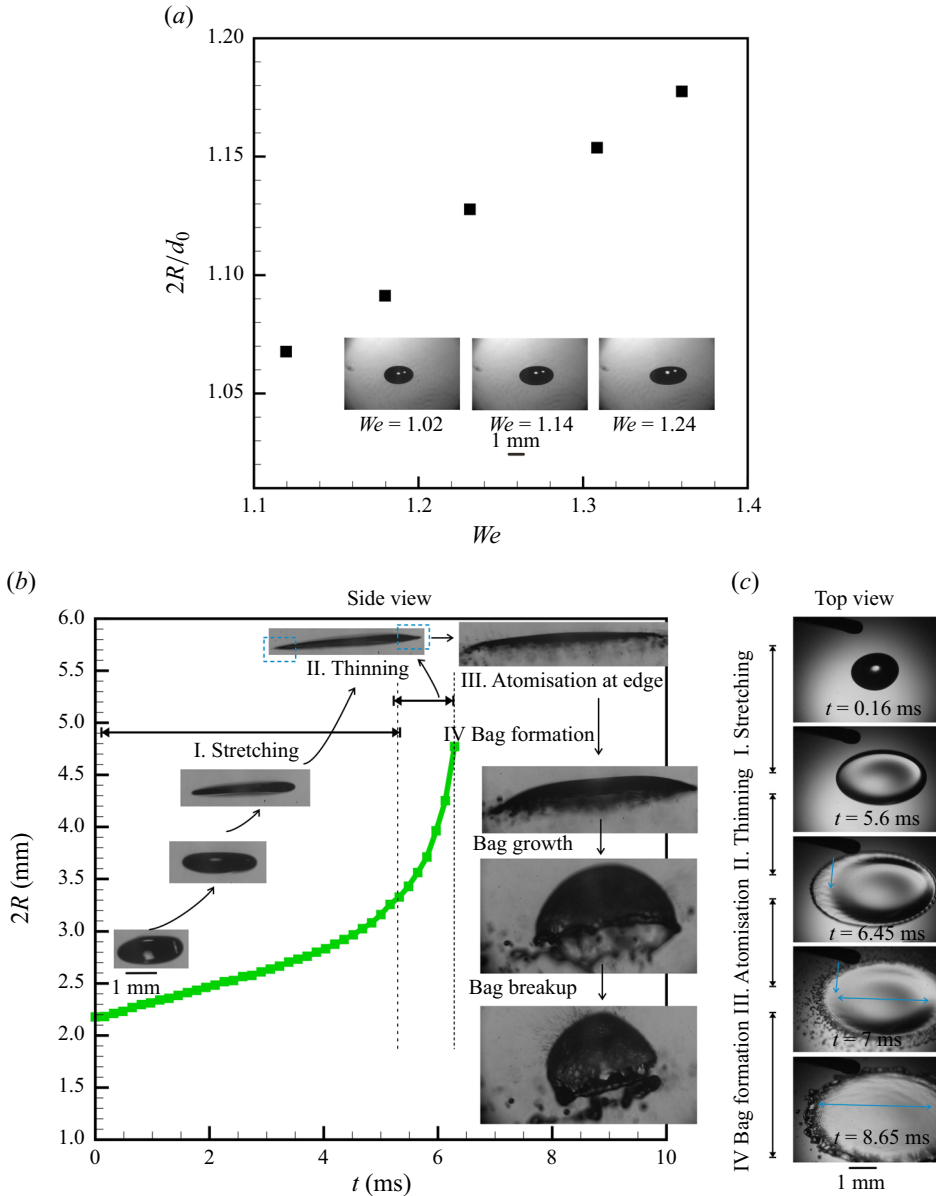 (a)
1.20
1.15
1.10
1.05
2R/d0
We = 1.02
We = 1.14
We = 1.24
1 mm
1.1
1.2
1.3
1.4
We
(b)
Side view
6.0
5.5
5.0
4.5
4.0
3.5
3.0
2.5
2.0
1.5
1.0
2R (mm)
II. Thinning
III. Atomisation at edge
I. Stretching
IV Bag formation
Bag growth
Bag breakup
1 mm
0
2
4
6
8
10
t (ms)
(c)
Top view
I. Stretching
II. Thinning
III. Atomisation
IV Bag formation
t = 0.16 ms
t = 5.6 ms
t = 6.45 ms
t = 7 ms
t = 8.65 ms
1 mm